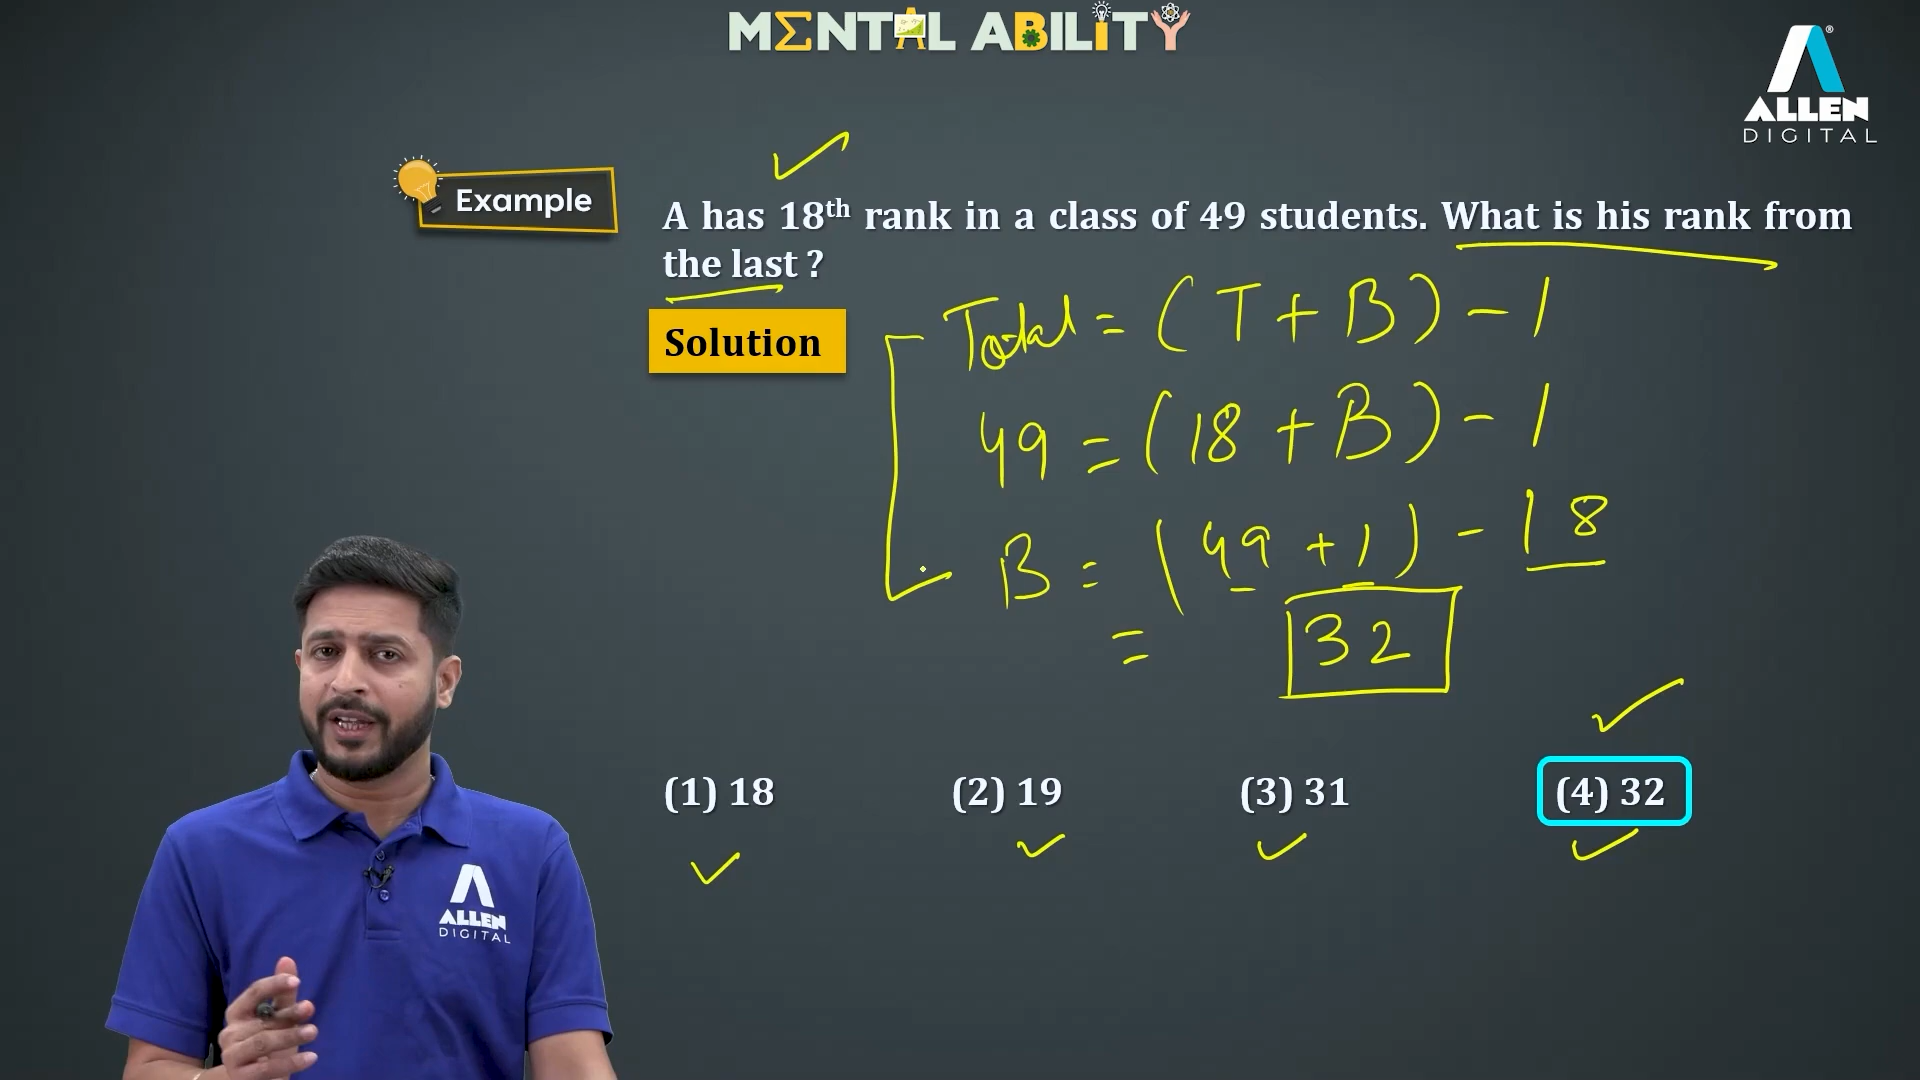 MENTAL ABILITY
ALLEN
DIGITAL
Example
A has 18th rank in a class of 49 students. What is his rank from
the last ?
Solution
Total = (T + B) - 1
49 = (18 + B) - 1
B = (49 + 1) - 18
= 32
(1) 18 (2) 19 (3) 31 (4) 32
ALLEN
DIGITAL